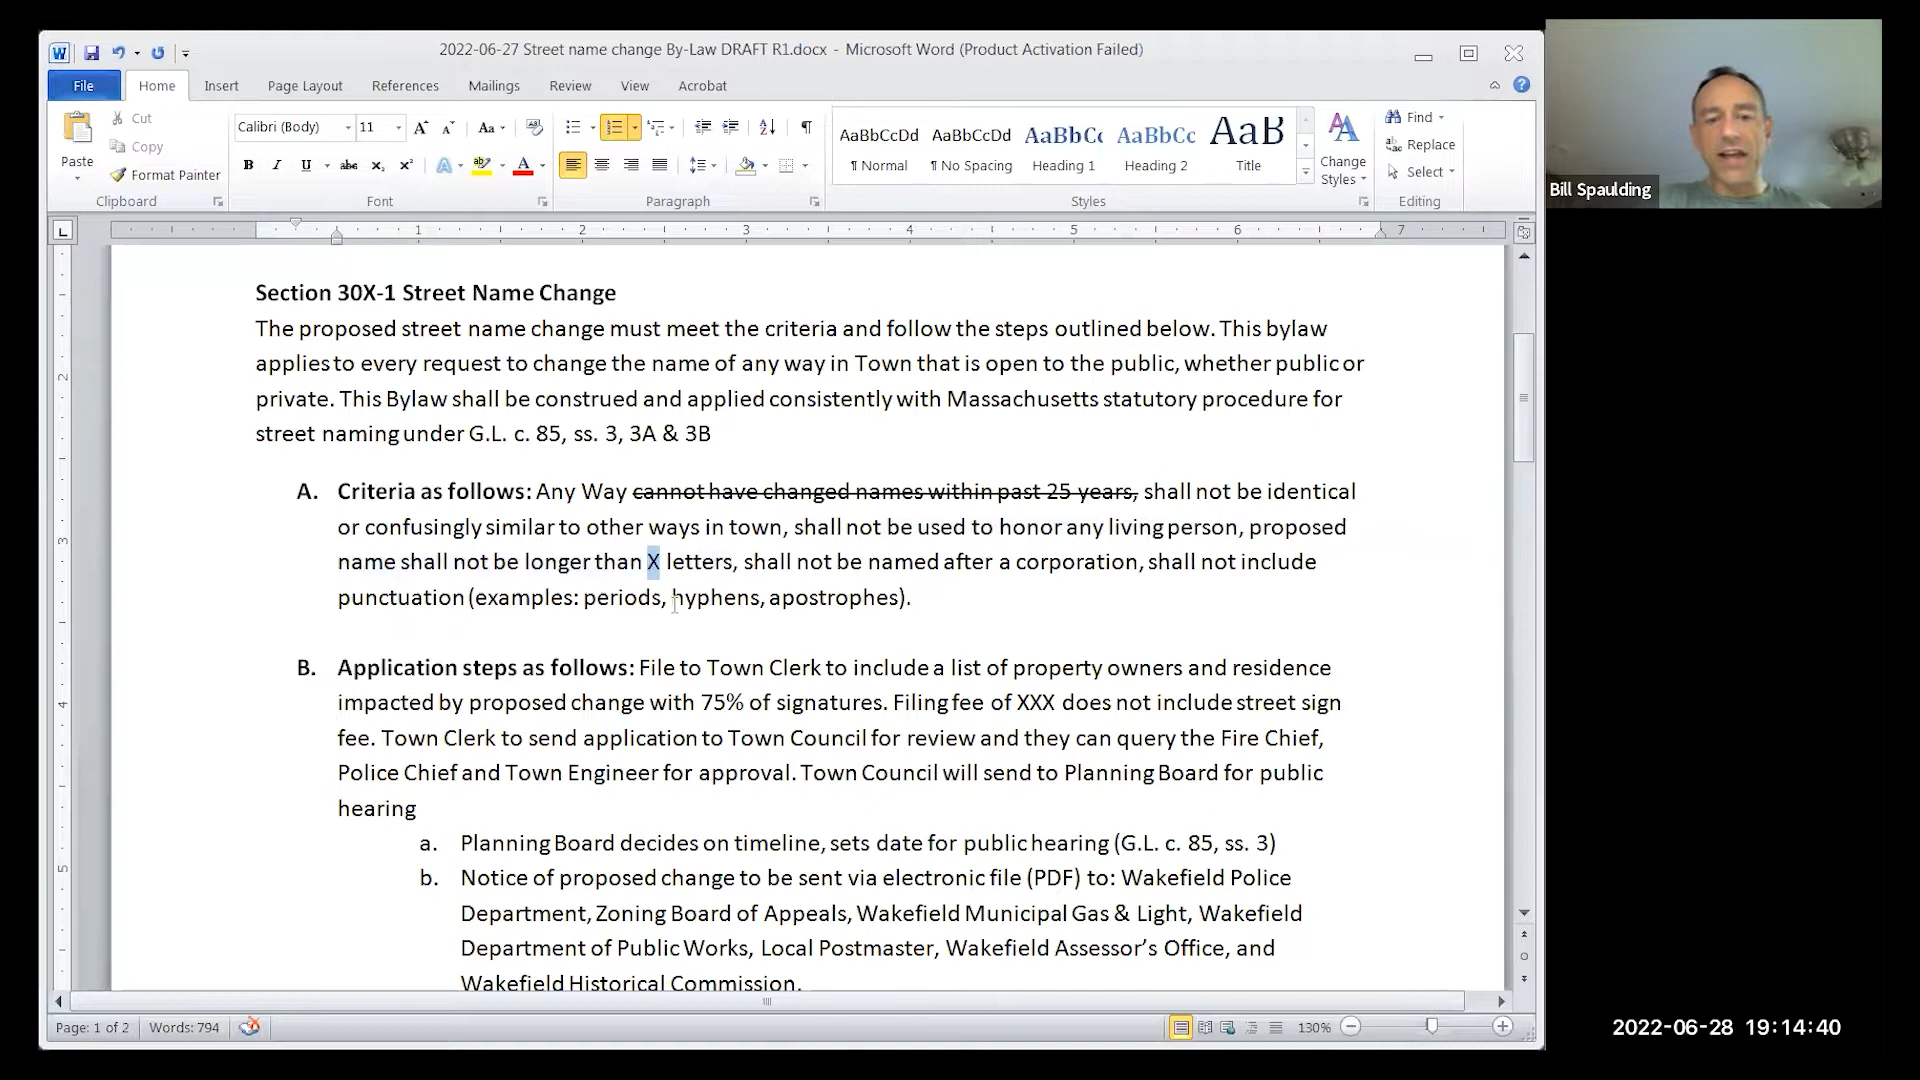 2022-06-27 Street name change By-Law DRAFT R1.docx - Microsoft Word (Product Activation Failed)
File Home Insert Page Layout References Mailings Review View Acrobat
Paste
Cut
Copy
Format Painter
Clipboard
Calibri (Body) 11
Font
Paragraph
AaBbCcDd AaBbCcDd AaBbCc AaBbCc AaB
¶ Normal ¶ No Spacing Heading 1 Heading 2 Title
Change Styles
Styles
Find
Replace
Select
Editing
Bill Spaulding
1 2 3 4 5 6 7
Section 30X-1 Street Name Change
The proposed street name change must meet the criteria and follow the steps outlined below. This bylaw
applies to every request to change the name of any way in Town that is open to the public, whether public or
private. This Bylaw shall be construed and applied consistently with Massachusetts statutory procedure for
street naming under G.L. c. 85, ss. 3, 3A & 3B
A. Criteria as follows: Any Way cannot have changed names within past 25 years, shall not be identical
or confusingly similar to other ways in town, shall not be used to honor any living person, proposed
name shall not be longer than X letters, shall not be named after a corporation, shall not include
punctuation (examples: periods, hyphens, apostrophes).
B. Application steps as follows: File to Town Clerk to include a list of property owners and residence
impacted by proposed change with 75% of signatures. Filing fee of XXX does not include street sign
fee. Town Clerk to send application to Town Council for review and they can query the Fire Chief,
Police Chief and Town Engineer for approval. Town Council will send to Planning Board for public
hearing
a. Planning Board decides on timeline, sets date for public hearing (G.L. c. 85, ss. 3)
b. Notice of proposed change to be sent via electronic file (PDF) to: Wakefield Police
Department, Zoning Board of Appeals, Wakefield Municipal Gas & Light, Wakefield
Department of Public Works, Local Postmaster, Wakefield Assessor's Office, and
Wakefield Historical Commission.
Page: 1 of 2 Words: 794
130%
2022-06-28 19:14:40